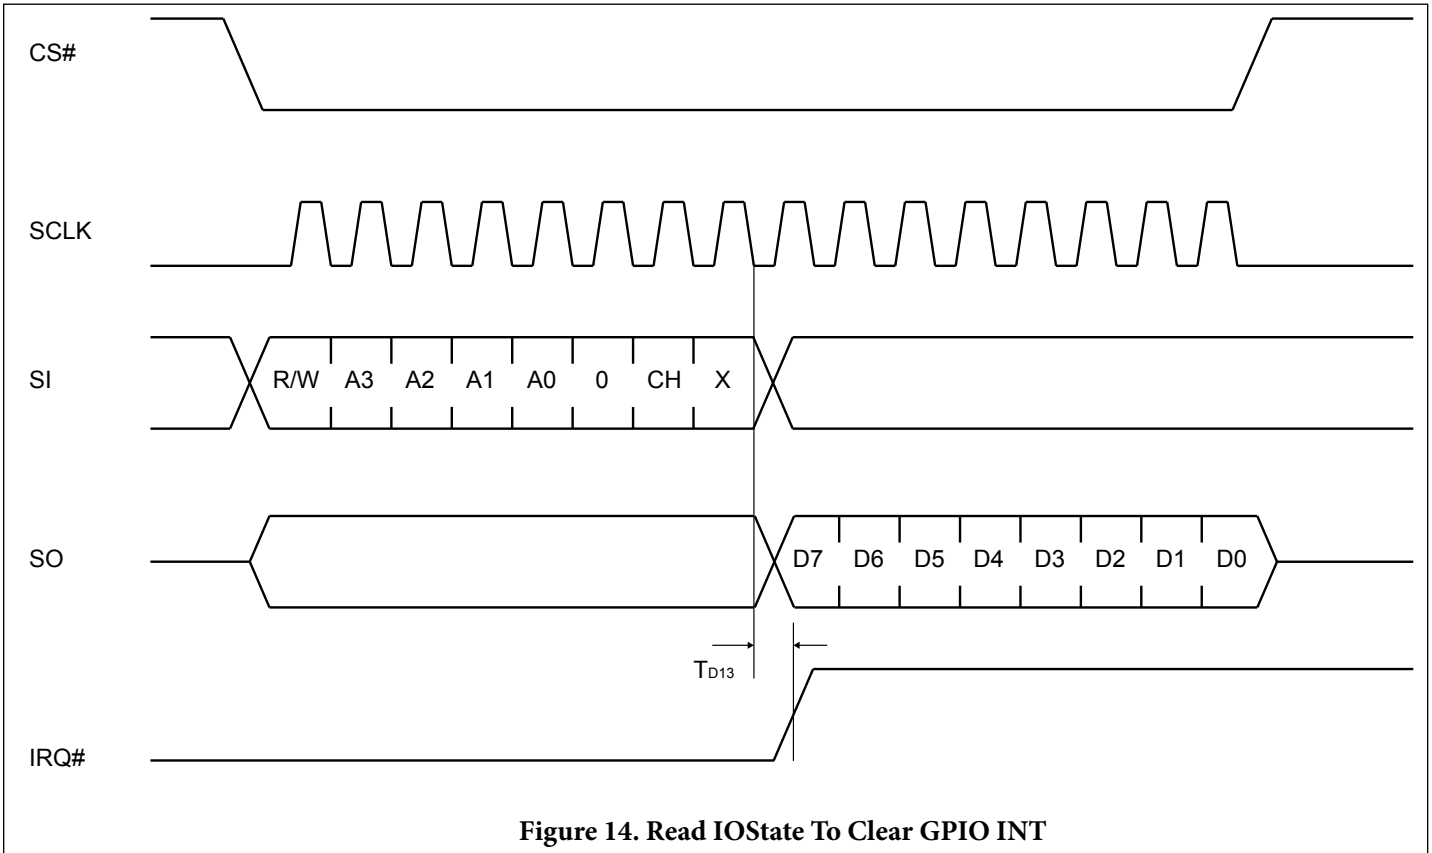 CS#
SCLK
SI R/W A3 A2 A1 A0 0 CH X
SO D7 D6 D5 D4 D3 D2 D1 D0
TD13
IRQ#
Figure 14. Read IOState To Clear GPIO INT